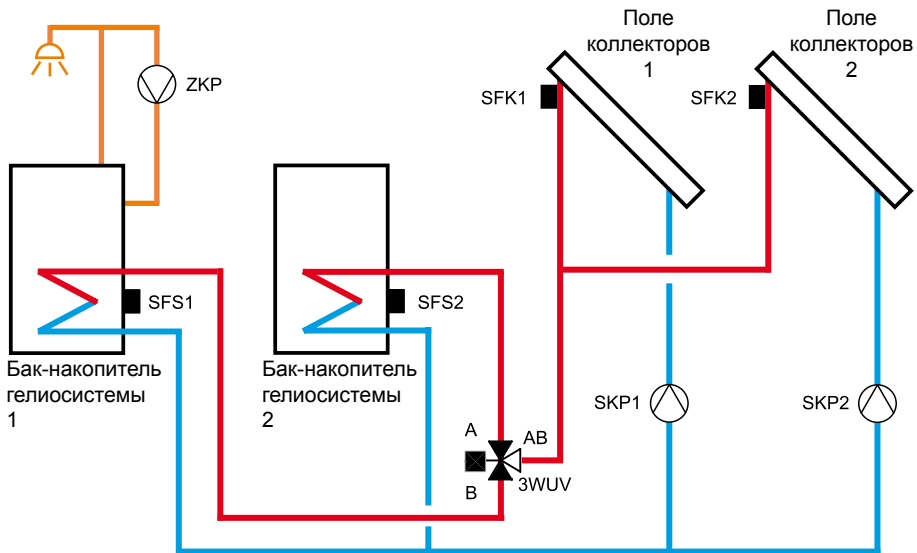 Поле
коллекторов
1
Поле
коллекторов
2
ZKP
SFK1
SFK2
SFS1
SFS2
Бак-накопитель
гелиосистемы
1
Бак-накопитель
гелиосистемы
2
SKP1
SKP2
A
AB
B
3WUV